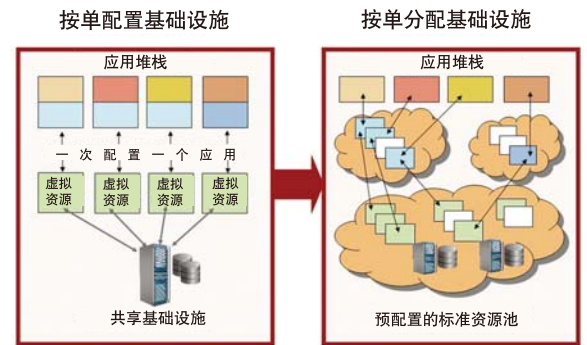 按单配置基础设施
按单分配基础设施
应用堆栈
一次配置一个应用
虚拟
资源
虚拟
资源
虚拟
资源
虚拟
资源
共享基础设施
应用堆栈
预配置的标准资源池